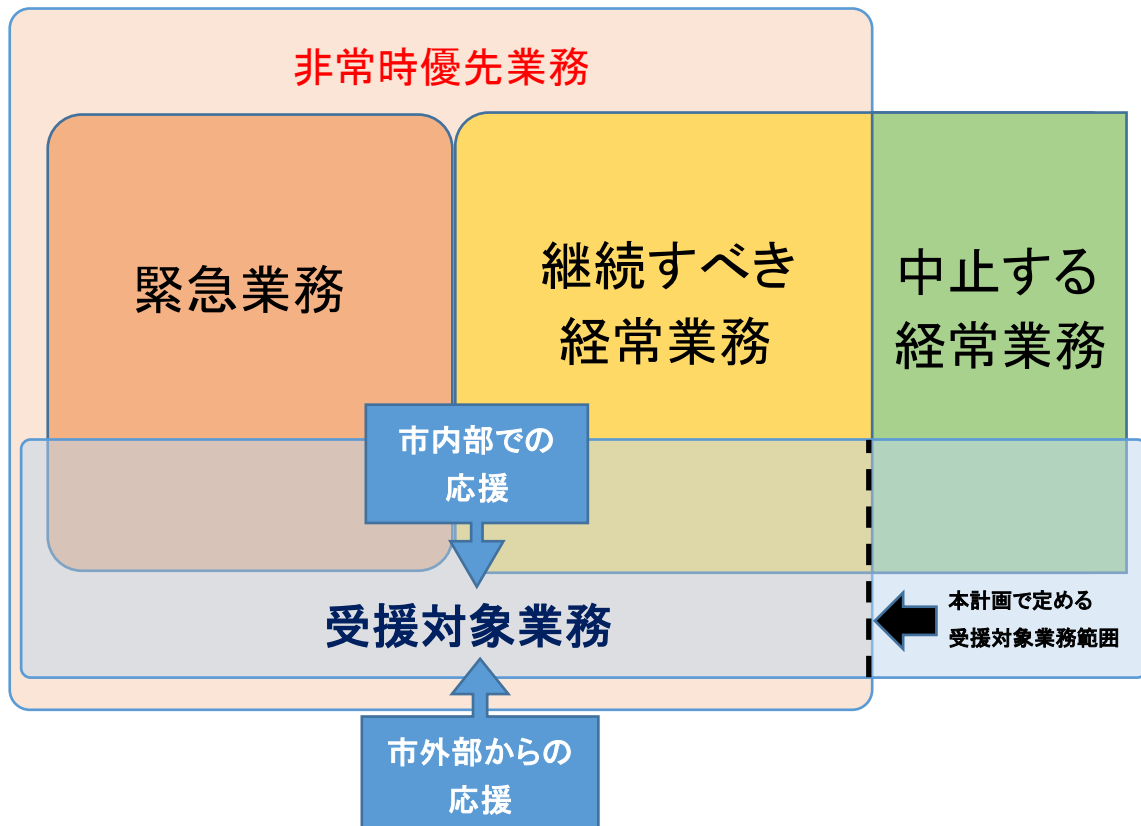 非常時優先業務
緊急業務
継続すべき
経常業務
中止する
経常業務
市内部での
応援
受援対象業務
本計画で定める
受援対象業務範囲
市外部からの
応援